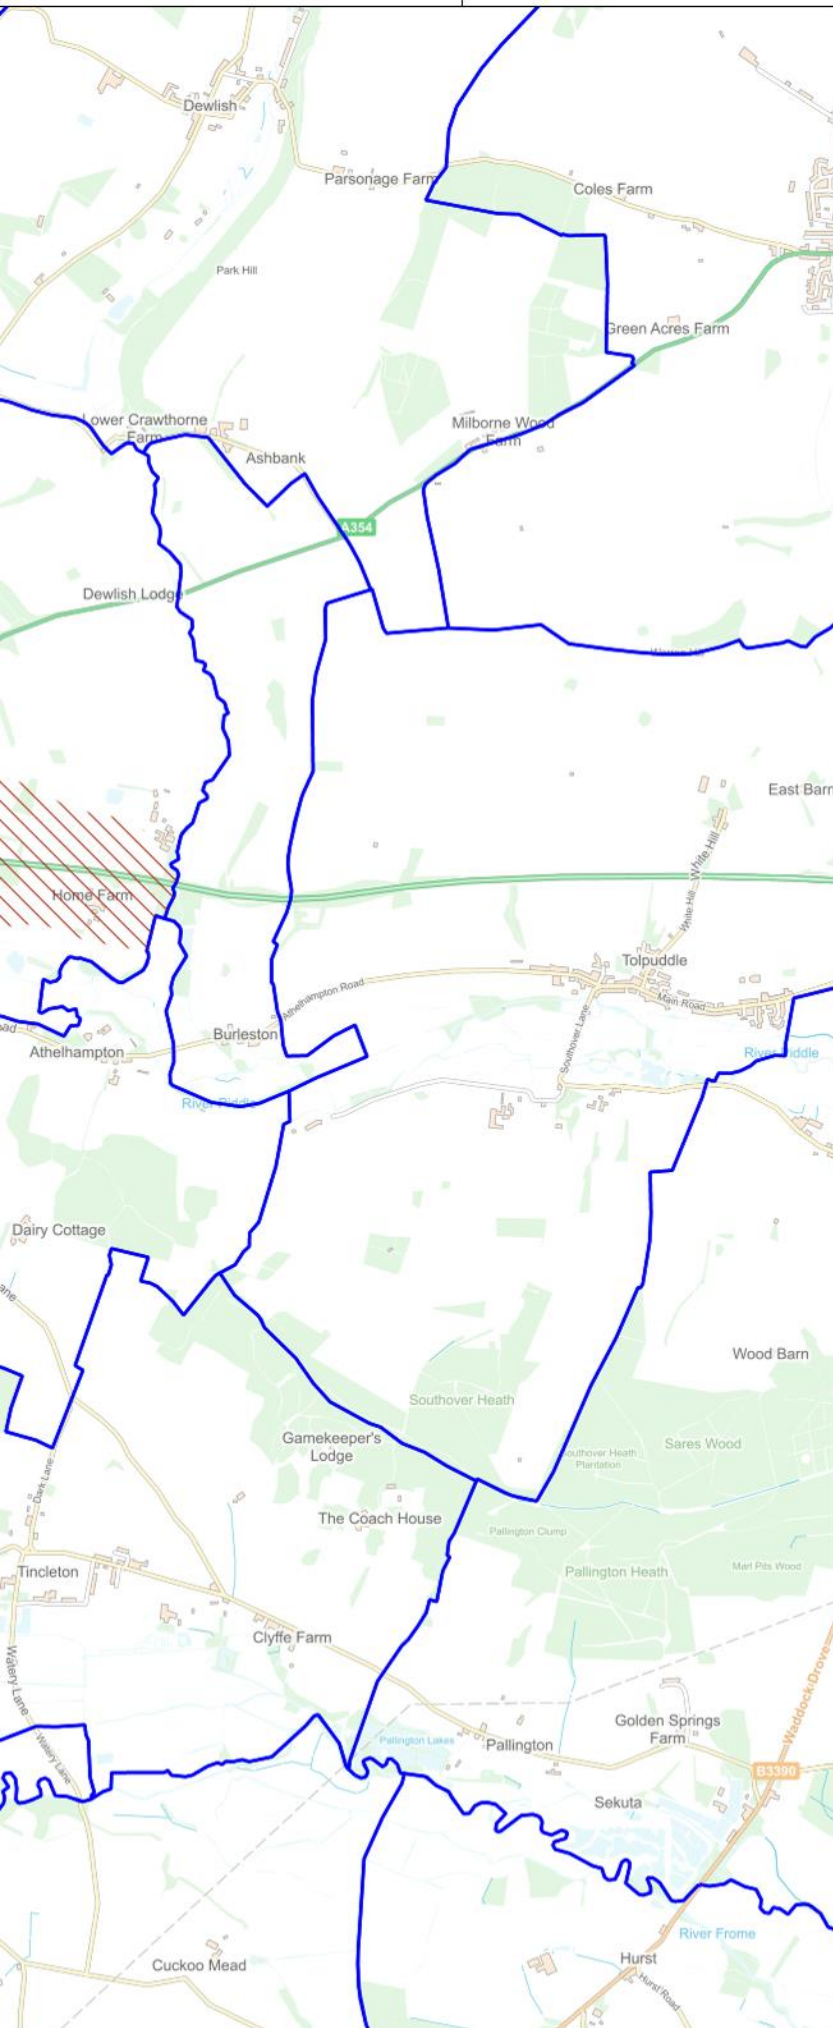 Dewlish
Parsonage Farm
Coles Farm
Park Hill
Green Acres Farm
Lower Crawthorne
Farm
Milborne Wood
Farm
Ashbank
A354
Dewlish Lodge
East Barn
White Hill
White Hill
Home Farm
Tolpuddle
Athelhampton Road
Main Road
Southover Lane
Burleston
Athelhampton
River Piddle
River Piddle
Dairy Cottage
Wood Barn
Southover Heath
Gamekeeper's
Lodge
Southover Heath
Plantation
Sares Wood
Dark Lane
The Coach House
Pallington Clump
Pallington Heath
Marl Pits Wood
Tincleton
Clyffe Farm
Watery Lane
Watery Lane
Waddock Drove
Golden Springs
Farm
Pallington Lakes
Pallington
B3390
Sekuta
River Frome
Hurst
Hurst Road
Cuckoo Mead